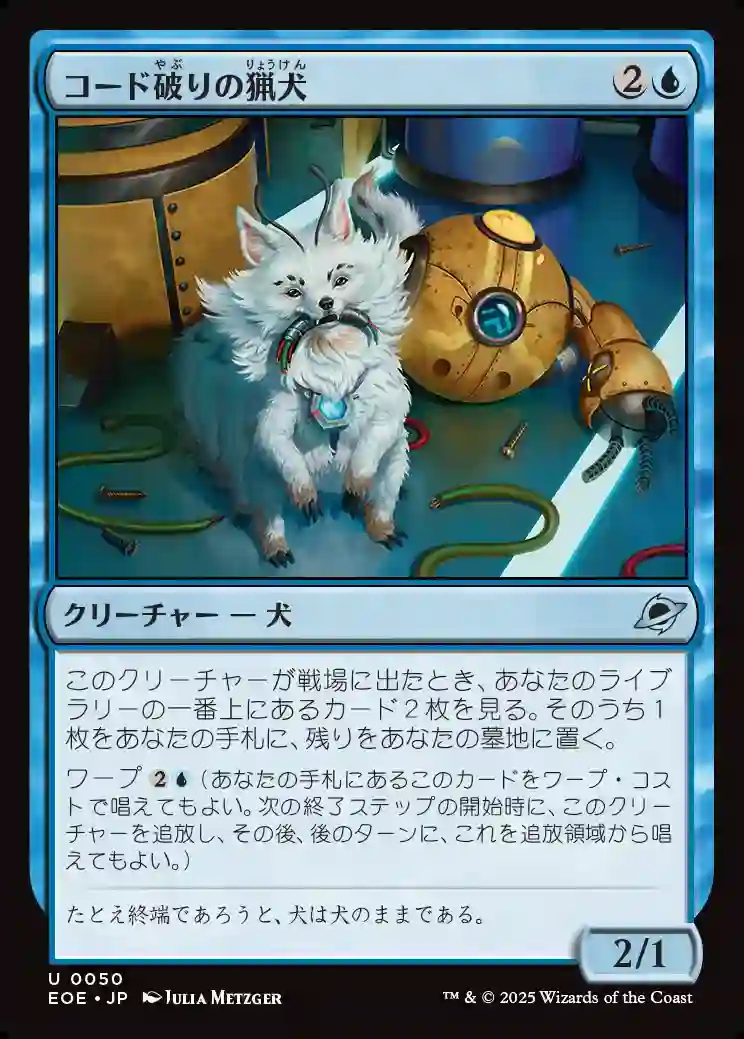 コード破りの猟犬
やぶ
りょうけん
2
クリーチャー — 犬
このクリーチャーが戦場に出たとき、あなたのライブ
ラリーの一番上にあるカード2枚を見る。そのうち1
枚をあなたの手札に、残りをあなたの墓地に置く。
ワープ 2 (あなたの手札にあるこのカードをワープ・コス
トで唱えてもよい。次の終了ステップの開始時に、このクリー
チャーを追放し、その後、後のターンに、これを追放領域から唱
えてもよい。)
たとえ終端であろうと、犬は犬のままである。
2/1
U 0050
EOE • JP Julia Metzger
™ & © 2025 Wizards of the Coast